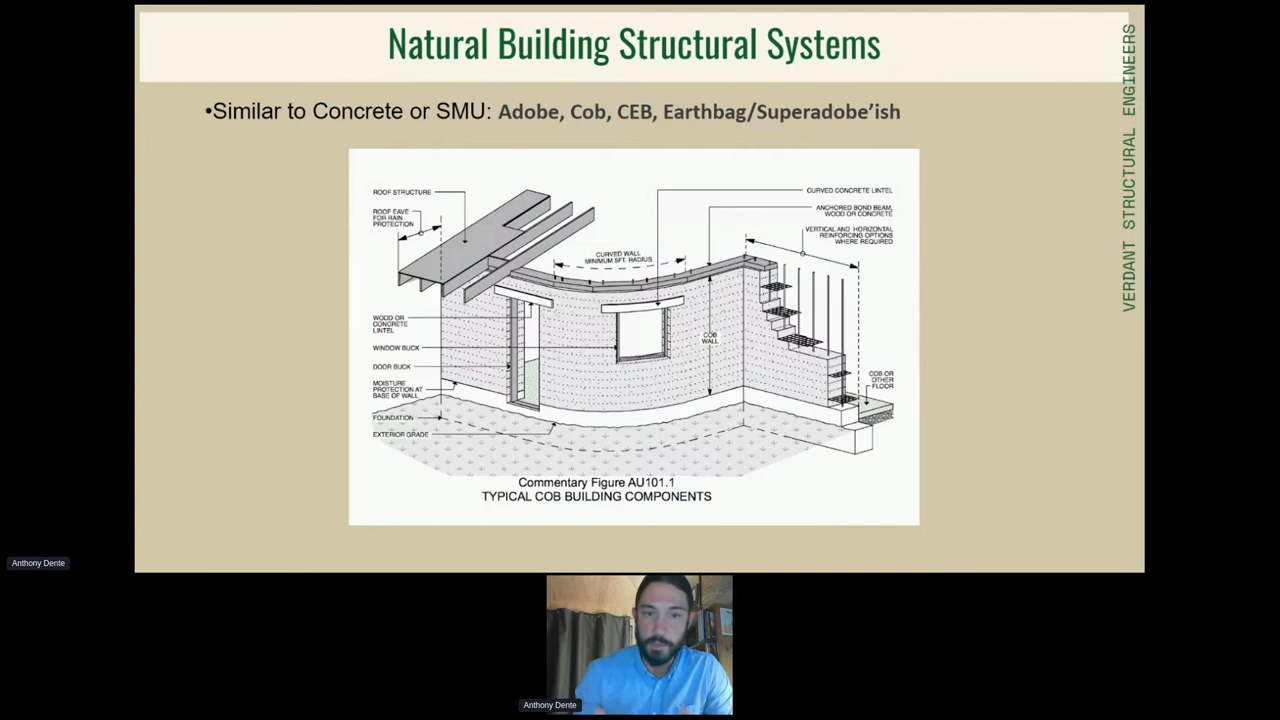 Natural Building Structural Systems
VERDANT STRUCTURAL ENGINEERS
•Similar to Concrete or SMU: Adobe, Cob, CEB, Earthbag/Superadobe’ish
ROOF STRUCTURE
ROOF EAVE
FOR RAIN
PROTECTION
CURVED WALL
MINIMUM 5FT. RADIUS
CURVED CONCRETE LINTEL
ANCHORED BOND BEAM,
WOOD OR CONCRETE
VERTICAL AND HORIZONTAL
REINFORCING OPTIONS
WHERE REQUIRED
WOOD OR
CONCRETE
LINTEL
WINDOW BUCK
DOOR BUCK
MOISTURE
PROTECTION AT
BASE OF WALL
FOUNDATION
EXTERIOR GRADE
COB
WALL
COB OR
OTHER
FLOOR
Commentary Figure AU101.1
TYPICAL COB BUILDING COMPONENTS
Anthony Dente
Anthony Dente